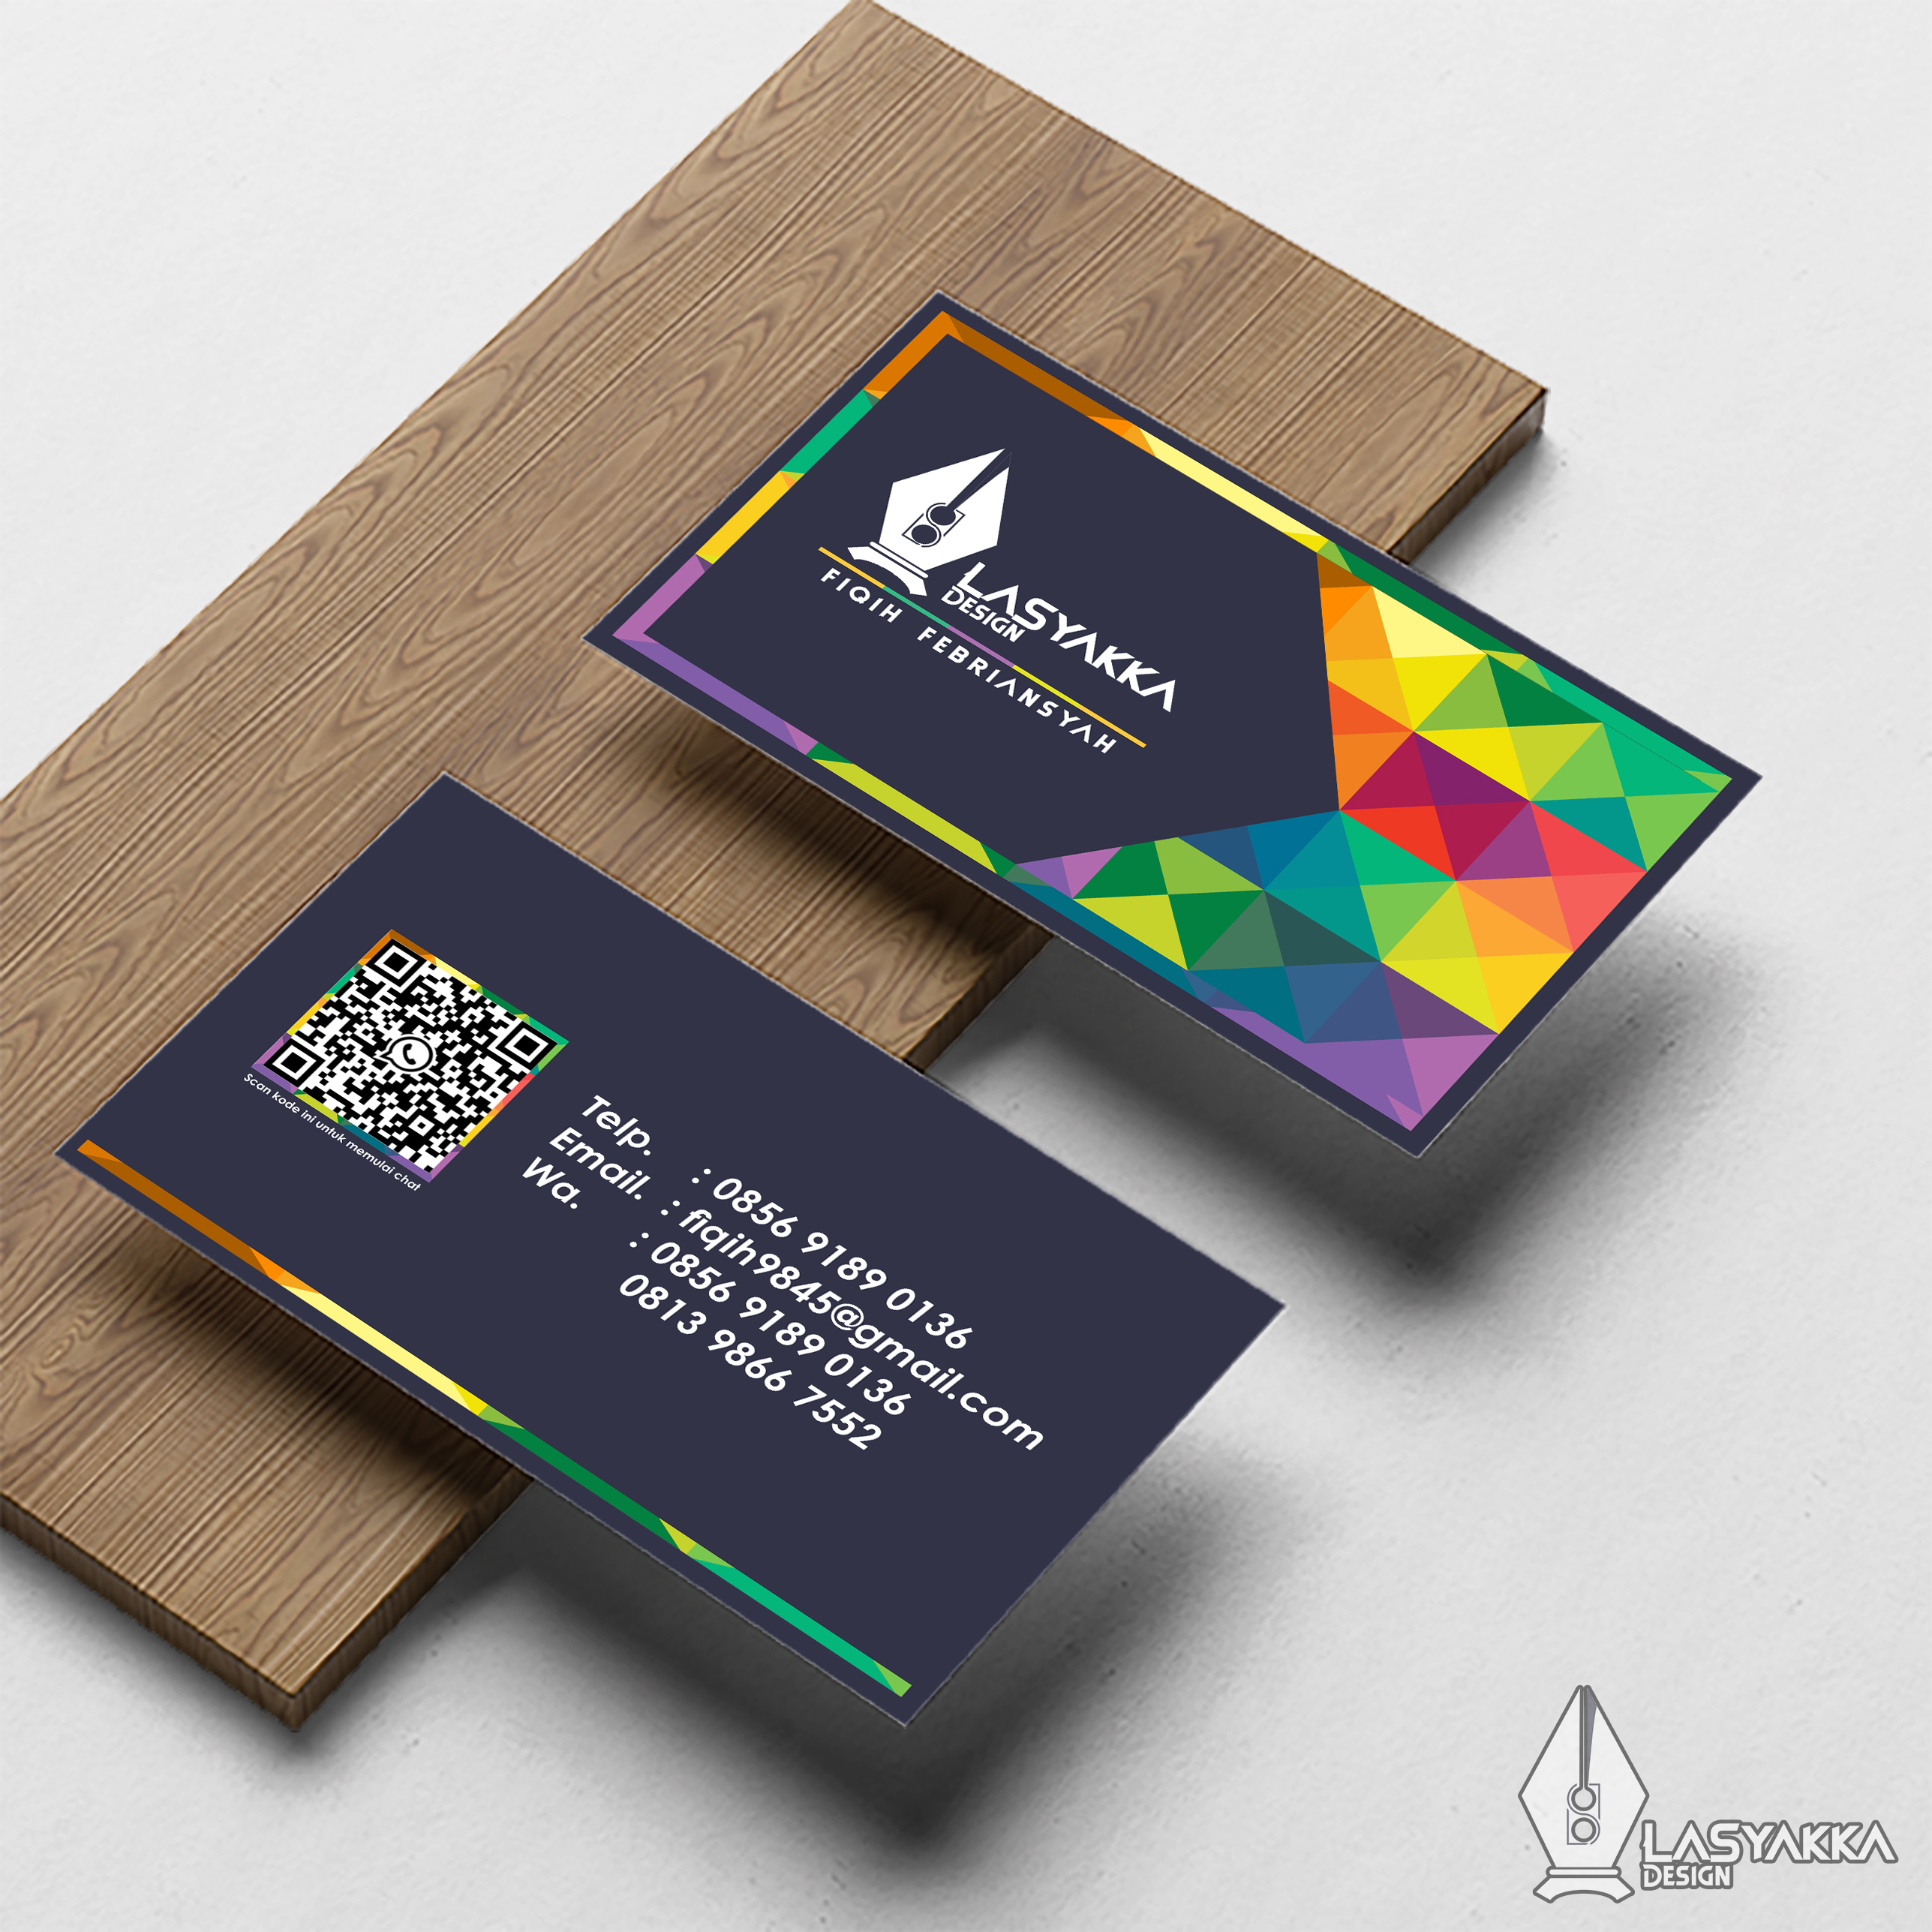 LASYAKKA
DESIGN
FIQIH FEBRIANSYAH
Scan kode ini untuk memulai chat
Telp. : 0856 9189 0136
Email. : fiqih9845@gmail.com
Wa. : 0856 9189 0136
0813 9866 7552
LASYAKKA
DESIGN